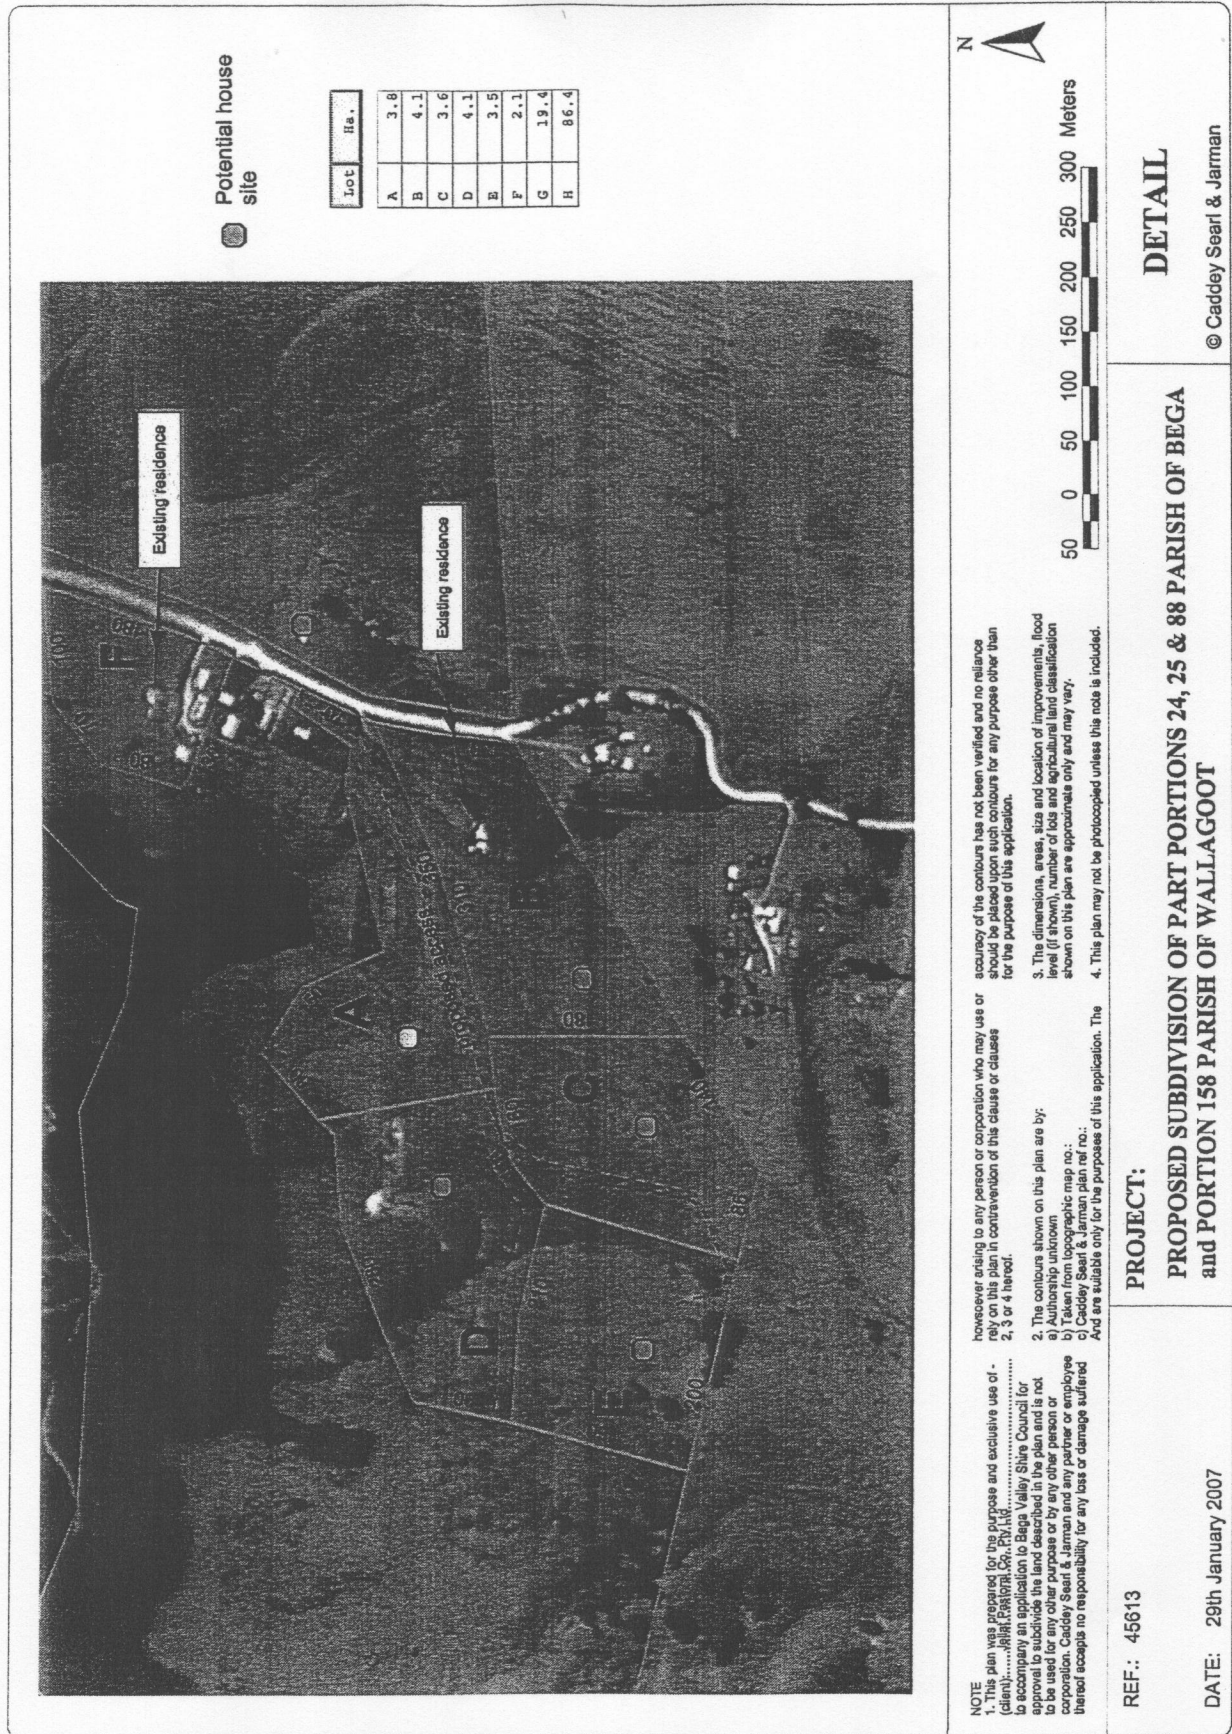 Potential house
site
Lot Ha.
A 3.8
B 4.1
C 3.6
D 4.1
E 3.5
F 2.1
G 19.4
H 86.4
Existing residence
Existing residence
F
A
B
C
D
E
200
180
70
80
350
310
proposed access
80
210
210
98
200
NOTE
1. This plan was prepared for the purpose and exclusive use of -
(client):......Jellat Pastoral Co. Pty Ltd......
to accompany an application to Bega Valley Shire Council for
approval to subdivide the land described in the plan and is not
to be used for any other purpose or by any other person or
corporation. Caddey Searl & Jarman and any partner or employee
thereof accepts no responsibility for any loss or damage suffered
howsoever arising to any person or corporation who may use or
rely on this plan in contravention of this clause or clauses
2, 3 or 4 hereof.
2. The contours shown on this plan are by:
a) Authorship unknown
b) Taken from topographic map no.:
c) Caddey Searl & Jarman plan ref no.:
And are suitable only for the purposes of this application. The
accuracy of the contours has not been verified and no reliance
should be placed upon such contours for any purpose other than
for the purpose of this application.
3. The dimensions, areas, size and location of improvements, flood
level (if shown), number of lots and agricultural land classification
shown on this plan are approximate only and may vary.
4. This plan may not be photocopied unless this note is included.
N
50 0 50 100 150 200 250 300 Meters
REF.: 45613
DATE: 29th January 2007
PROJECT:
PROPOSED SUBDIVISION OF PART PORTIONS 24, 25 & 88 PARISH OF BEGA
and PORTION 158 PARISH OF WALLAGOOT
DETAIL
© Caddey Searl & Jarman